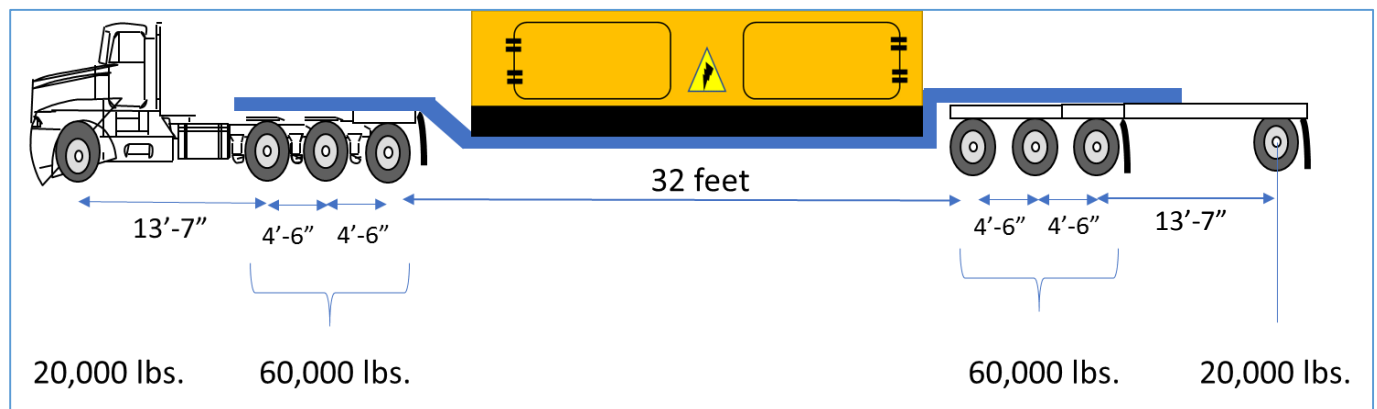 32 feet
13’-7”
4’-6”
4’-6”
4’-6”
4’-6”
13’-7”
20,000 lbs.
60,000 lbs.
60,000 lbs.
20,000 lbs.